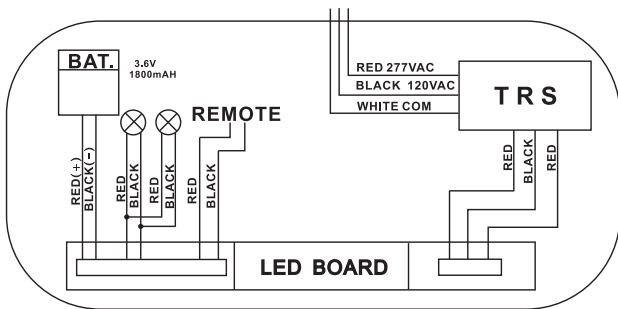 BAT.
3.6V
1800mAH
REMOTE
RED(+)
BLACK(-)
RED
BLACK
RED
BLACK
RED
BLACK
RED 277VAC
BLACK 120VAC
WHITE COM
TRS
RED
BLACK
RED
LED BOARD